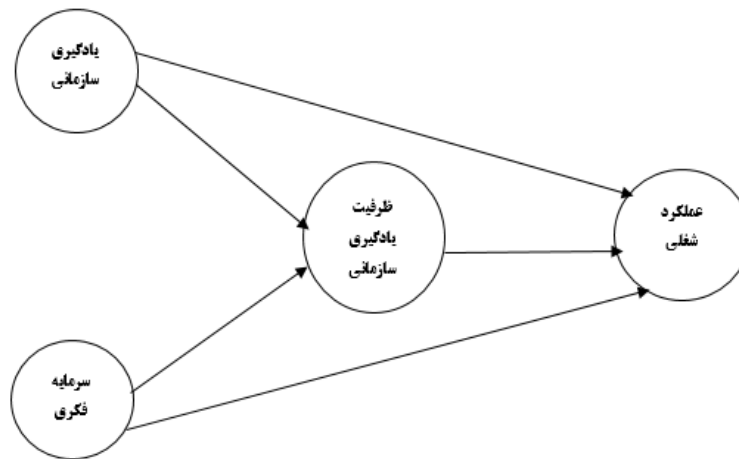 یادگیری
سازمانی
ظرفیت
یادگیری
سازمانی
عملکرد
شغلی
سرمایه
فکری